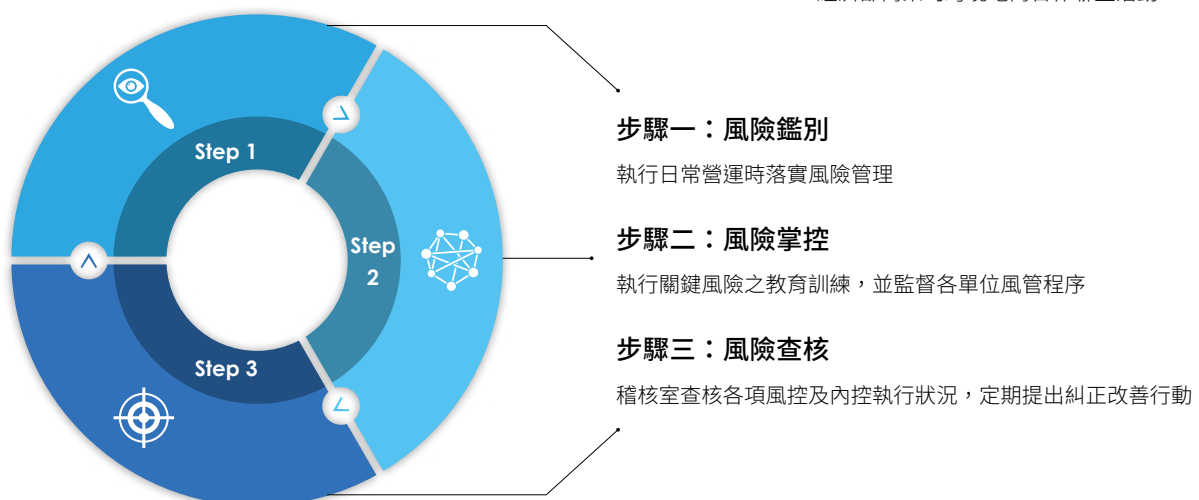 Step 1
Step
2
Step 3
步驟一：風險鑑別
執行日常營運時落實風險管理
步驟二：風險掌控
執行關鍵風險之教育訓練，並監督各單位風管程序
步驟三：風險查核
稽核室查核各項風控及內控執行狀況，定期提出糾正改善行動